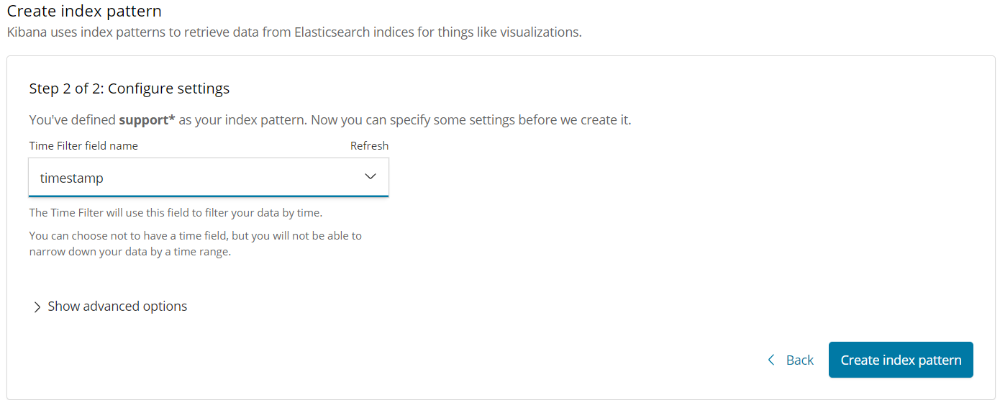 Create index pattern
Kibana uses index patterns to retrieve data from Elasticsearch indices for things like visualizations.
Step 2 of 2: Configure settings
You've defined support* as your index pattern. Now you can specify some settings before we create it.
Time Filter field name Refresh
timestamp
The Time Filter will use this field to filter your data by time.
You can choose not to have a time field, but you will not be able to
narrow down your data by a time range.
Show advanced options
Back Create index pattern